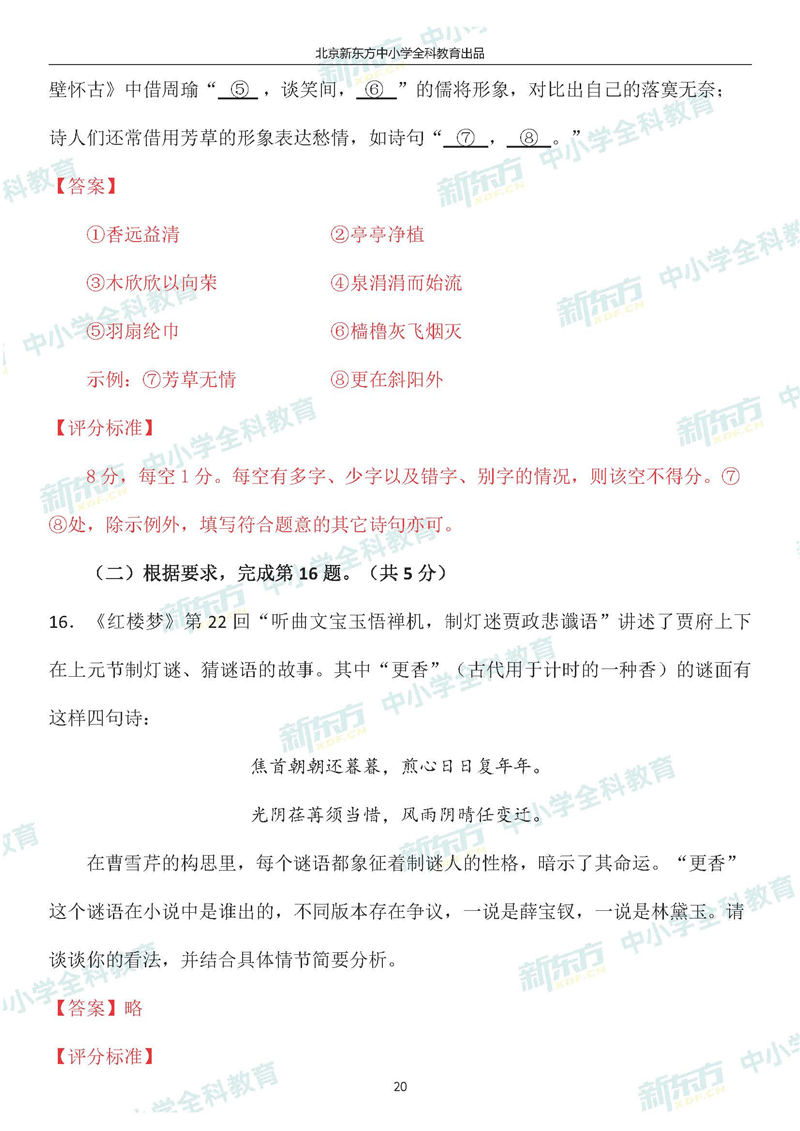 北京新东方中小学全科教育出品
壁怀古》中借周瑜“ ⑤ ，谈笑间， ⑥ ”的儒将形象，对比出自己的落寞无奈；
诗人们还常借用芳草的形象表达愁情，如诗句“ ⑦ ， ⑧ 。”
【答案】
①香远益清 ②亭亭净植
③木欣欣以向荣 ④泉涓涓而始流
⑤羽扇纶巾 ⑥樯橹灰飞烟灭
示例：⑦芳草无情 ⑧更在斜阳外
【评分标准】
8分，每空1分。每空有多字、少字以及错字、别字的情况，则该空不得分。⑦
⑧处，除示例外，填写符合题意的其它诗句亦可。
（二）根据要求，完成第16题。（共5分）
16. 《红楼梦》第22回“听曲文宝玉悟禅机，制灯迷贾政悲谶语”讲述了贾府上下
在上元节制灯谜、猜谜语的故事。其中“更香”（古代用于计时的一种香）的谜面有
这样四句诗：
焦首朝朝还暮暮，煎心日日复年年。
光阴荏苒须当惜，风雨阴晴任变迁。
在曹雪芹的构思里，每个谜语都象征着制谜人的性格，暗示了其命运。“更香”
这个谜语在小说中是谁出的，不同版本存在争议，一说是薛宝钗，一说是林黛玉。请
谈谈你的看法，并结合具体情节简要分析。
【答案】略
【评分标准】
20
新东方 XDF.CN 中小学全科教育